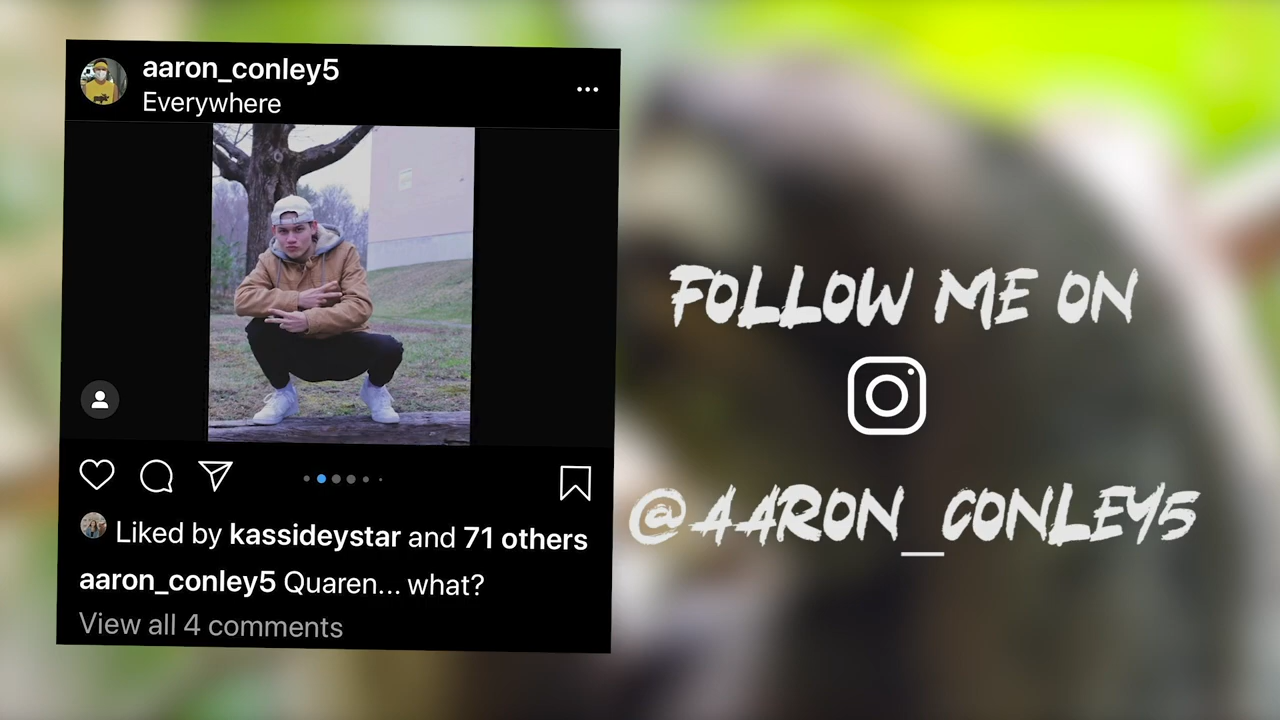 aaron_conley5
Everywhere
Liked by kassideystar and 71 others
aaron_conley5 Quaren... what?
View all 4 comments
FOLLOW ME ON
@AARON_CONLEY5